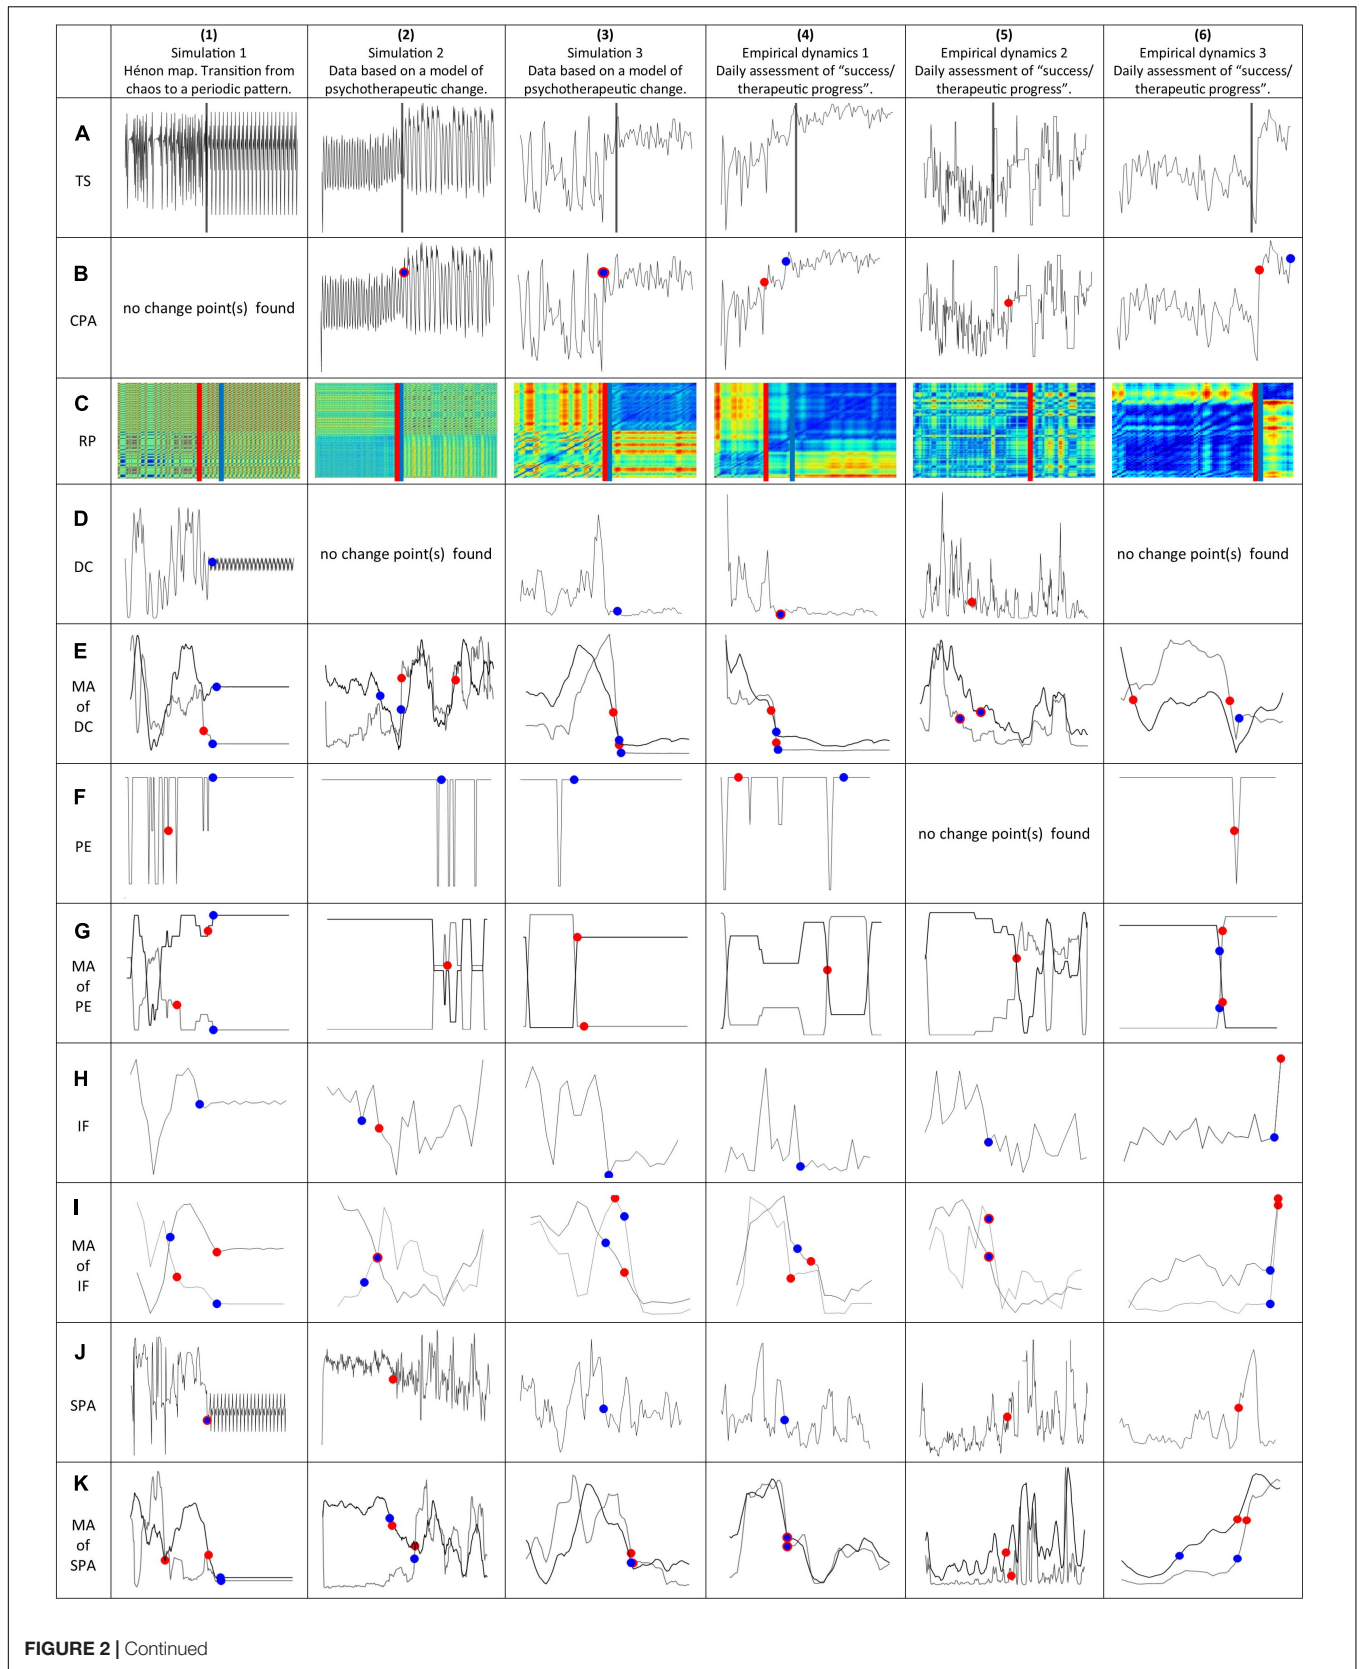 (1)
Simulation 1
Hénon map. Transition from
chaos to a periodic pattern.
(2)
Simulation 2
Data based on a model of
psychotherapeutic change.
(3)
Simulation 3
Data based on a model of
psychotherapeutic change.
(4)
Empirical dynamics 1
Daily assessment of “success/
therapeutic progress”.
(5)
Empirical dynamics 2
Daily assessment of “success/
therapeutic progress”.
(6)
Empirical dynamics 3
Daily assessment of “success/
therapeutic progress”.
A
TS
B
CPA
no change point(s) found
C
RP
D
DC
no change point(s) found
no change point(s) found
E
MA
of
DC
F
PE
no change point(s) found
G
MA
of
PE
H
IF
I
MA
of
IF
J
SPA
K
MA
of
SPA
FIGURE 2 | Continued